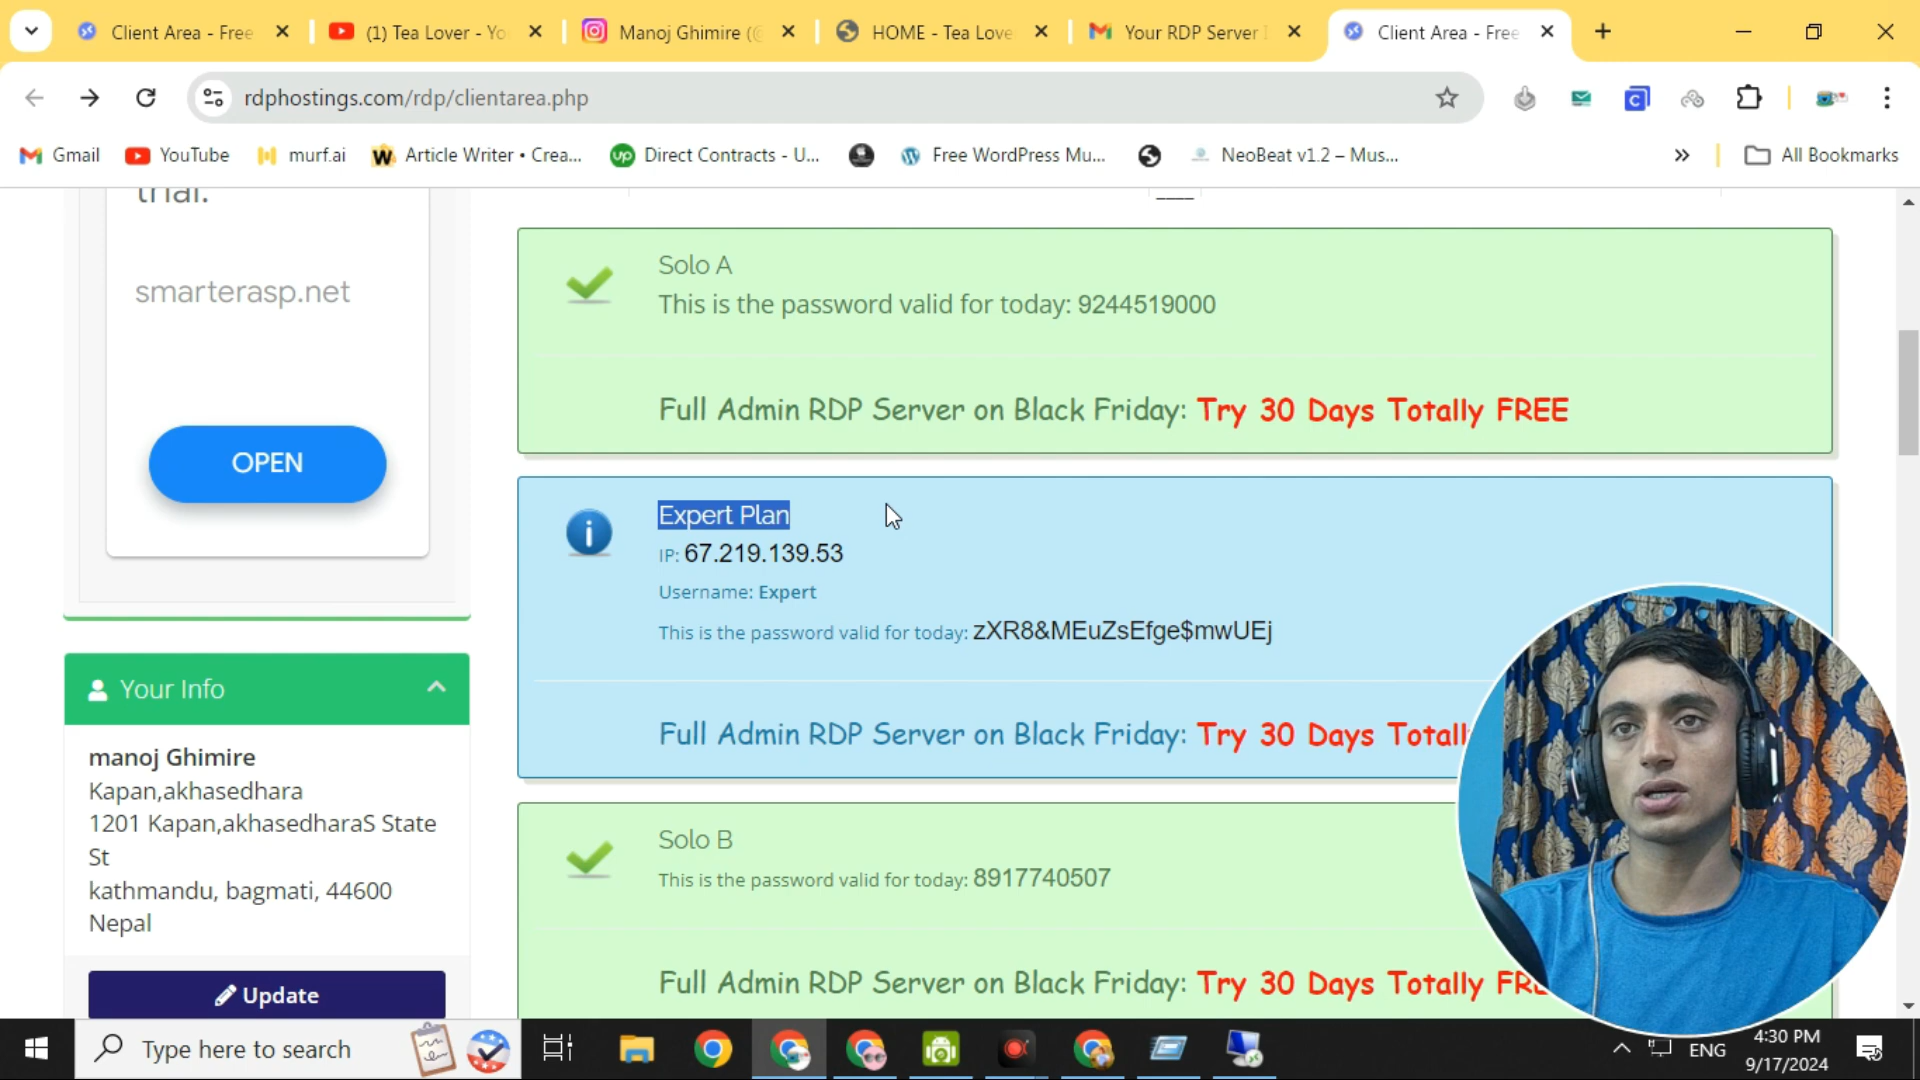 Client Area - Free
(1) Tea Lover - Yo
Manoj Ghimire (@
HOME - Tea Love
Your RDP Server I
Client Area - Free
rdphostings.com/rdp/clientarea.php
Gmail
YouTube
murf.ai
Article Writer • Crea...
Direct Contracts - U...
Free WordPress Mu...
NeoBeat v1.2 – Mus...
All Bookmarks
trial.
smarterasp.net
OPEN
Your Info
manoj Ghimire
Kapan,akhasedhara
1201 Kapan,akhasedharaS State
St
kathmandu, bagmati, 44600
Nepal
Update
Solo A
This is the password valid for today: 9244519000
Full Admin RDP Server on Black Friday: Try 30 Days Totally FREE
Expert Plan
IP: 67.219.139.53
Username: Expert
This is the password valid for today: zXR8&MEuZsEfge$mwUEj
Full Admin RDP Server on Black Friday: Try 30 Days Totall
Solo B
This is the password valid for today: 8917740507
Full Admin RDP Server on Black Friday: Try 30 Days Totally FRE
Type here to search
ENG
4:30 PM
9/17/2024